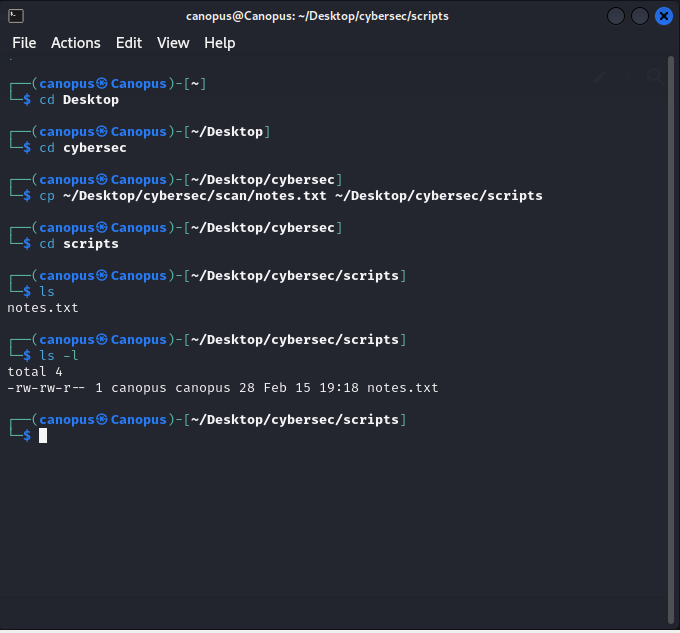 canopus@Canopus: ~/Desktop/cybersec/scripts
File Actions Edit View Help
┌──(canopus㉿Canopus)-[~]
└─$ cd Desktop
┌──(canopus㉿Canopus)-[~/Desktop]
└─$ cd cybersec
┌──(canopus㉿Canopus)-[~/Desktop/cybersec]
└─$ cp ~/Desktop/cybersec/scan/notes.txt ~/Desktop/cybersec/scripts
┌──(canopus㉿Canopus)-[~/Desktop/cybersec]
└─$ cd scripts
┌──(canopus㉿Canopus)-[~/Desktop/cybersec/scripts]
└─$ ls
notes.txt
┌──(canopus㉿Canopus)-[~/Desktop/cybersec/scripts]
└─$ ls -l
total 4
-rw-rw-r-- 1 canopus canopus 28 Feb 15 19:18 notes.txt
┌──(canopus㉿Canopus)-[~/Desktop/cybersec/scripts]
└─$